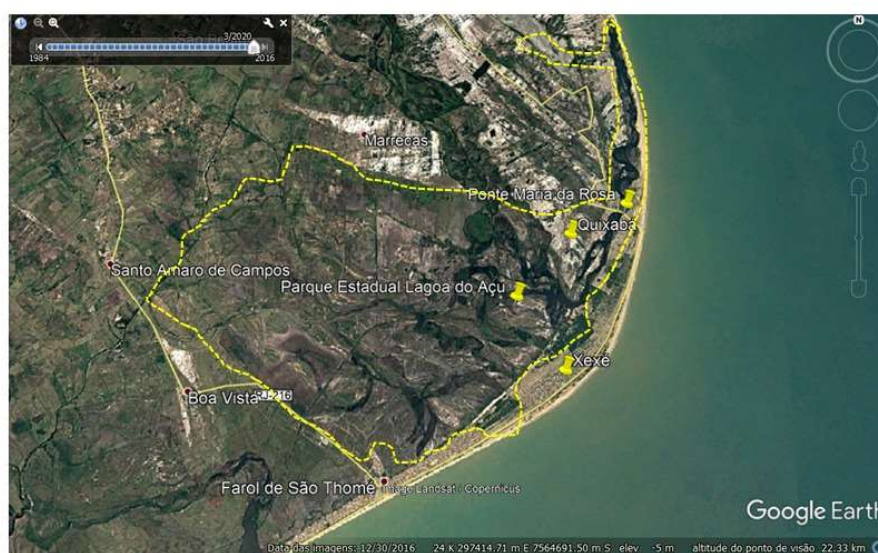 3/2020
1984
2016
N
Marrecas
Ponte Maria da Rosa
Quixaba
Santo Amaro de Campos
Parque Estadual Lagoa do Açu
Xexé
Boa Vista
RJ-216
Farol de São Thomé
Image Landsat - Copernicus
Google Earth
Data das imagens: 12/30/2016 24 K 297414.71 m E 7564691.50 m S elev -5 m altitude do ponto de visão 22.33 km